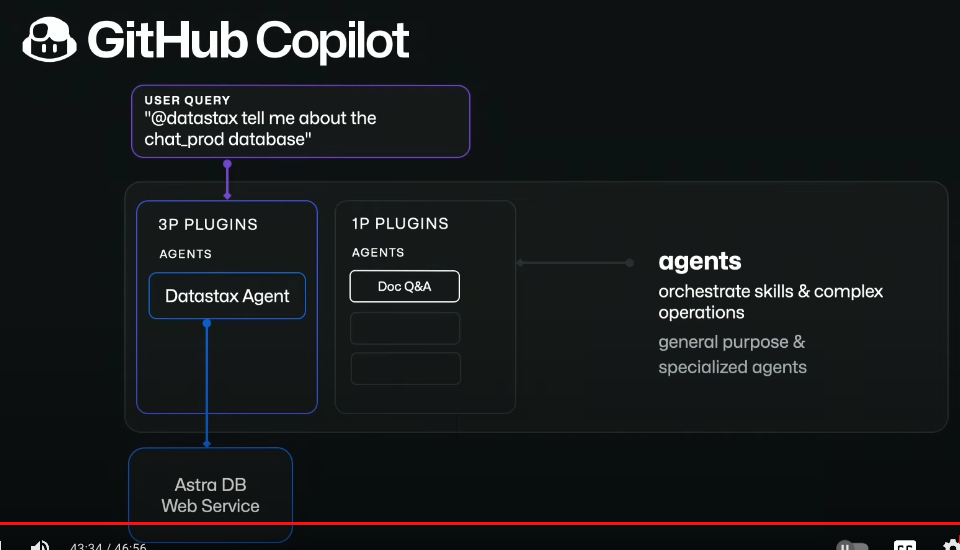 GitHub Copilot
USER QUERY
"@datastax tell me about the
chat_prod database"
3P PLUGINS
AGENTS
Datastax Agent
1P PLUGINS
AGENTS
Doc Q&A
agents
orchestrate skills & complex
operations
general purpose &
specialized agents
Astra DB
Web Service
43:34 / 46:56
CC